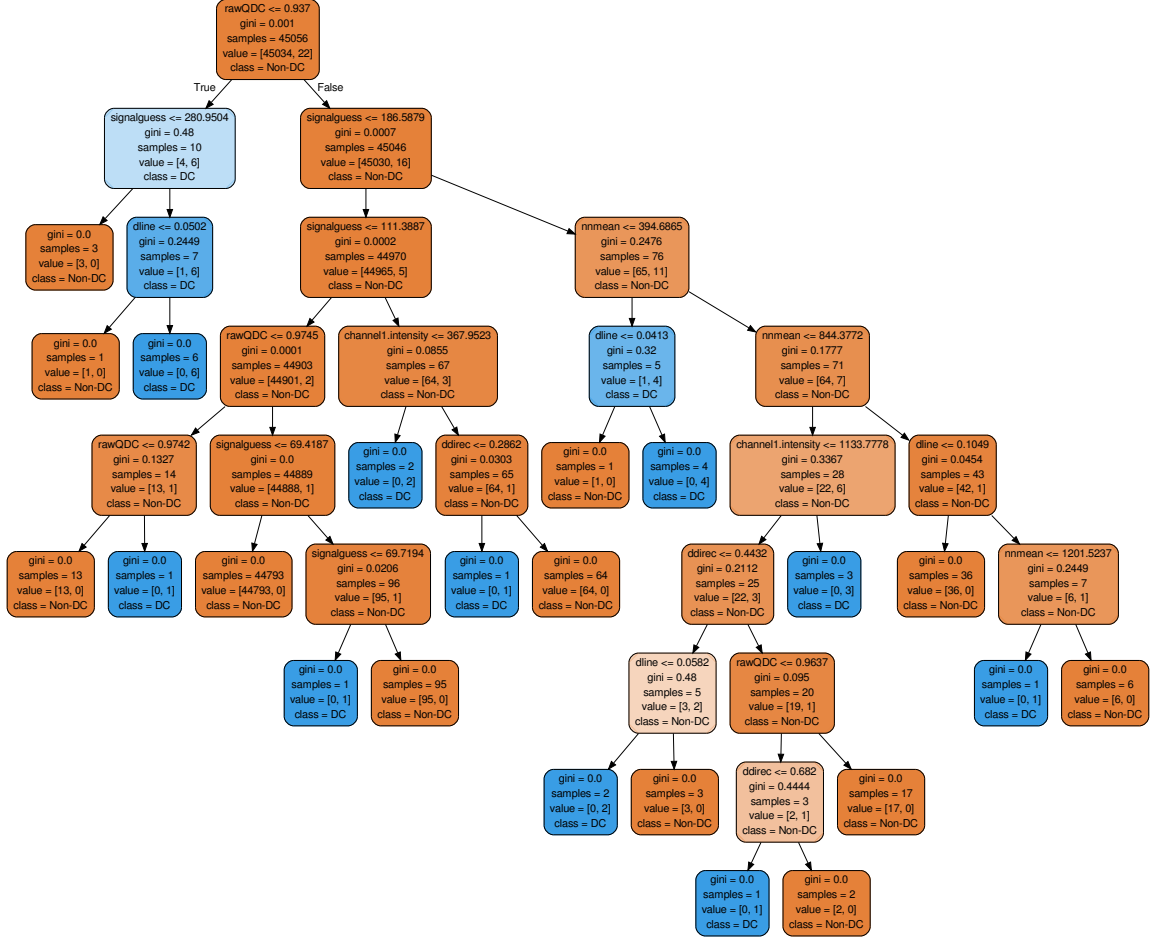 rawQDC <= 0.937
gini = 0.001
samples = 45056
value = [45034, 22]
class = Non-DC
True
False
signalguess <= 280.9504
gini = 0.48
samples = 10
value = [4, 6]
class = DC
signalguess <= 186.5879
gini = 0.0007
samples = 45046
value = [45030, 16]
class = Non-DC
gini = 0.0
samples = 3
value = [3, 0]
class = Non-DC
dline <= 0.0502
gini = 0.2449
samples = 7
value = [1, 6]
class = DC
signalguess <= 111.3887
gini = 0.0002
samples = 44970
value = [44965, 5]
class = Non-DC
nnmean <= 394.6865
gini = 0.2476
samples = 76
value = [65, 11]
class = Non-DC
gini = 0.0
samples = 1
value = [1, 0]
class = Non-DC
gini = 0.0
samples = 6
value = [0, 6]
class = DC
rawQDC <= 0.9745
gini = 0.0001
samples = 44903
value = [44901, 2]
class = Non-DC
channel1.intensity <= 367.9523
gini = 0.0855
samples = 67
value = [64, 3]
class = Non-DC
dline <= 0.0413
gini = 0.32
samples = 5
value = [1, 4]
class = DC
nnmean <= 844.3772
gini = 0.1777
samples = 71
value = [64, 7]
class = Non-DC
rawQDC <= 0.9742
gini = 0.1327
samples = 14
value = [13, 1]
class = Non-DC
signalguess <= 69.4187
gini = 0.0
samples = 44889
value = [44888, 1]
class = Non-DC
gini = 0.0
samples = 2
value = [0, 2]
class = DC
ddirec <= 0.2862
gini = 0.0303
samples = 65
value = [64, 1]
class = Non-DC
gini = 0.0
samples = 1
value = [1, 0]
class = Non-DC
gini = 0.0
samples = 4
value = [0, 4]
class = DC
channel1.intensity <= 1133.7778
gini = 0.3367
samples = 28
value = [22, 6]
class = Non-DC
dline <= 0.1049
gini = 0.0454
samples = 43
value = [42, 1]
class = Non-DC
gini = 0.0
samples = 13
value = [13, 0]
class = Non-DC
gini = 0.0
samples = 1
value = [0, 1]
class = DC
gini = 0.0
samples = 44793
value = [44793, 0]
class = Non-DC
signalguess <= 69.7194
gini = 0.0206
samples = 96
value = [95, 1]
class = Non-DC
gini = 0.0
samples = 1
value = [0, 1]
class = DC
gini = 0.0
samples = 64
value = [64, 0]
class = Non-DC
ddirec <= 0.4432
gini = 0.2112
samples = 25
value = [22, 3]
class = Non-DC
gini = 0.0
samples = 3
value = [0, 3]
class = DC
gini = 0.0
samples = 36
value = [36, 0]
class = Non-DC
nnmean <= 1201.5237
gini = 0.2449
samples = 7
value = [6, 1]
class = Non-DC
gini = 0.0
samples = 1
value = [0, 1]
class = DC
gini = 0.0
samples = 95
value = [95, 0]
class = Non-DC
dline <= 0.0582
gini = 0.48
samples = 5
value = [3, 2]
class = Non-DC
rawQDC <= 0.9637
gini = 0.095
samples = 20
value = [19, 1]
class = Non-DC
gini = 0.0
samples = 1
value = [0, 1]
class = DC
gini = 0.0
samples = 6
value = [6, 0]
class = Non-DC
gini = 0.0
samples = 2
value = [0, 2]
class = DC
gini = 0.0
samples = 3
value = [3, 0]
class = Non-DC
ddirec <= 0.682
gini = 0.4444
samples = 3
value = [2, 1]
class = Non-DC
gini = 0.0
samples = 17
value = [17, 0]
class = Non-DC
gini = 0.0
samples = 1
value = [0, 1]
class = DC
gini = 0.0
samples = 2
value = [2, 0]
class = Non-DC